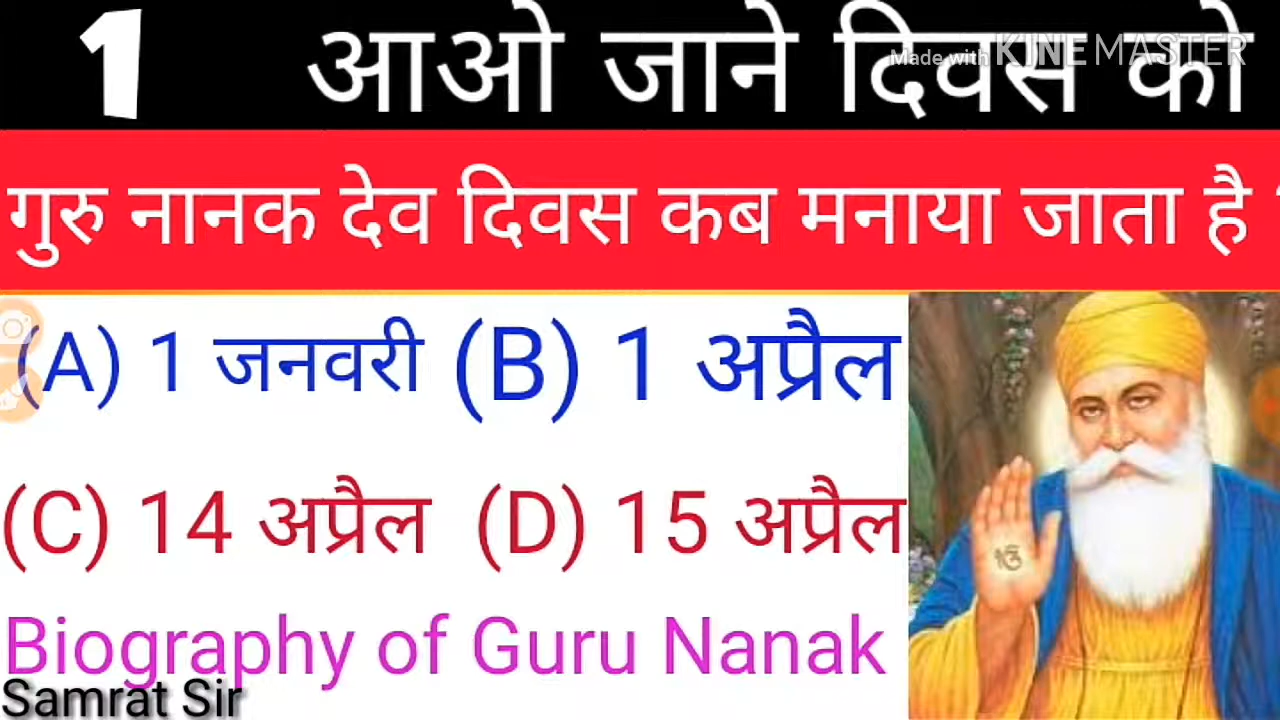 1 आओ जाने दिवस को
Made with KINEMASTER
गुरु नानक देव दिवस कब मनाया जाता है
(A) 1 जनवरी (B) 1 अप्रैल
(C) 14 अप्रैल (D) 15 अप्रैल
ੴ
Biography of Guru Nanak
Samrat Sir